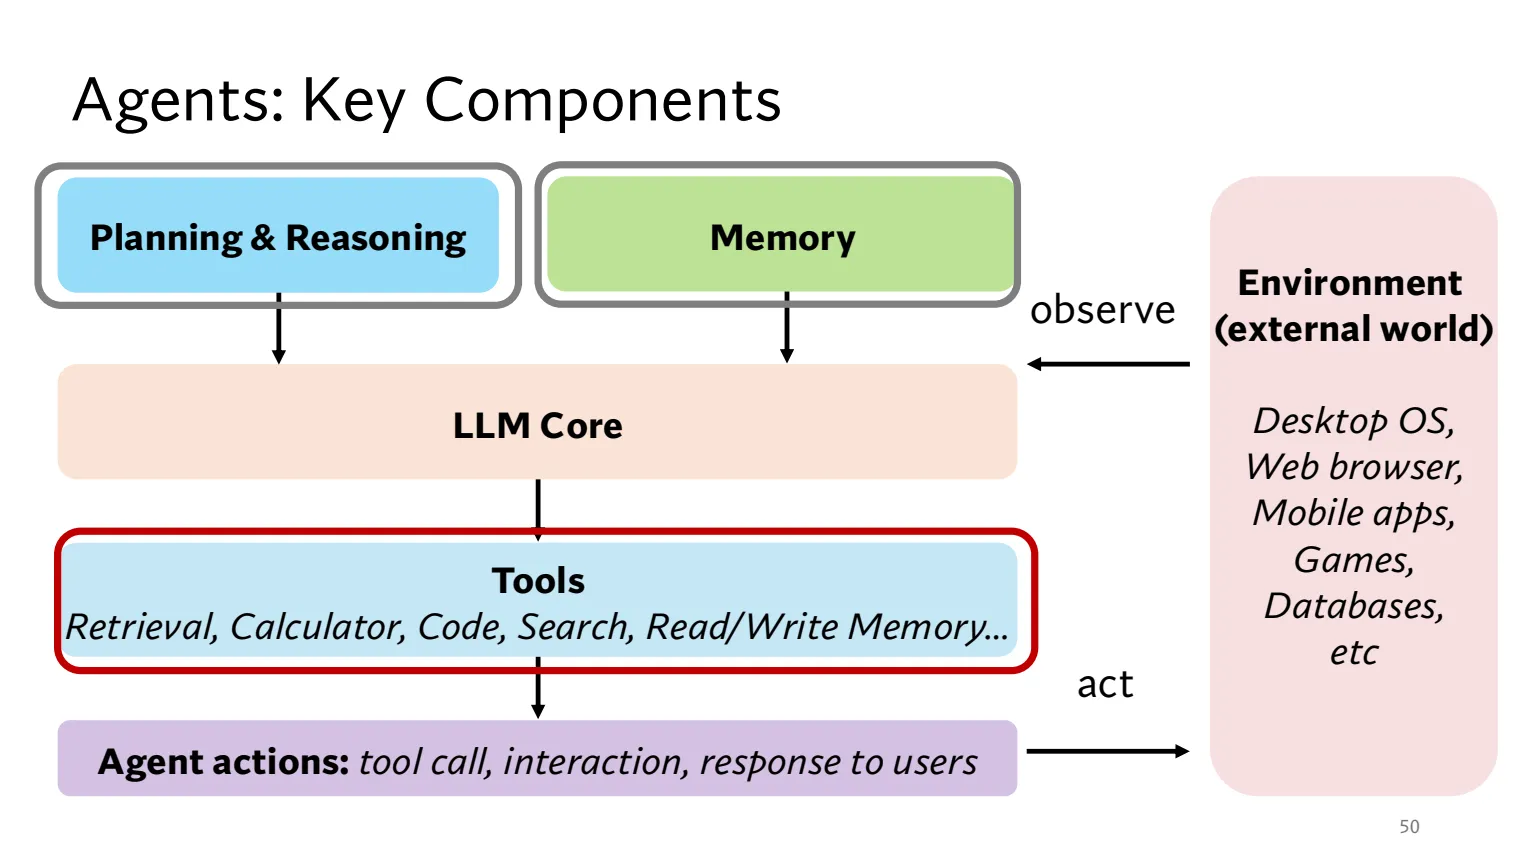 Agents: Key Components
Planning & Reasoning
Memory
observe
Environment
(external world)
Desktop OS,
Web browser,
Mobile apps,
Games,
Databases,
etc
LLM Core
Tools
Retrieval, Calculator, Code, Search, Read/Write Memory...
act
Agent actions: tool call, interaction, response to users
50